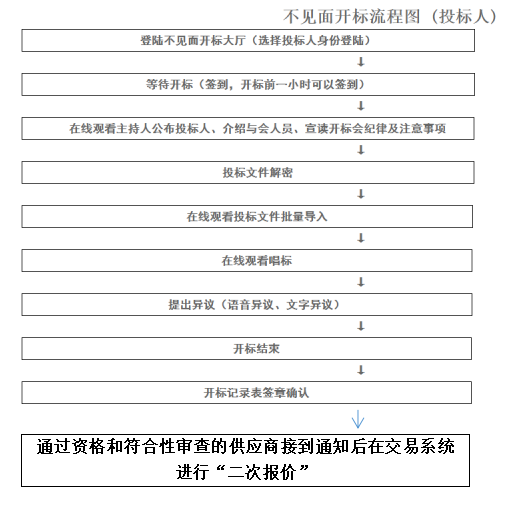 不见面开标流程图（投标人）
登陆不见面开标大厅（选择投标人身份登陆）
等待开标（签到，开标前一小时可以签到）
在线观看主持人公布投标人、介绍与会人员、宣读开标会纪律及注意事项
投标文件解密
在线观看投标文件批量导入
在线观看唱标
提出异议（语音异议、文字异议）
开标结束
开标记录表签章确认
通过资格和符合性审查的供应商接到通知后在交易系统
进行“二次报价”